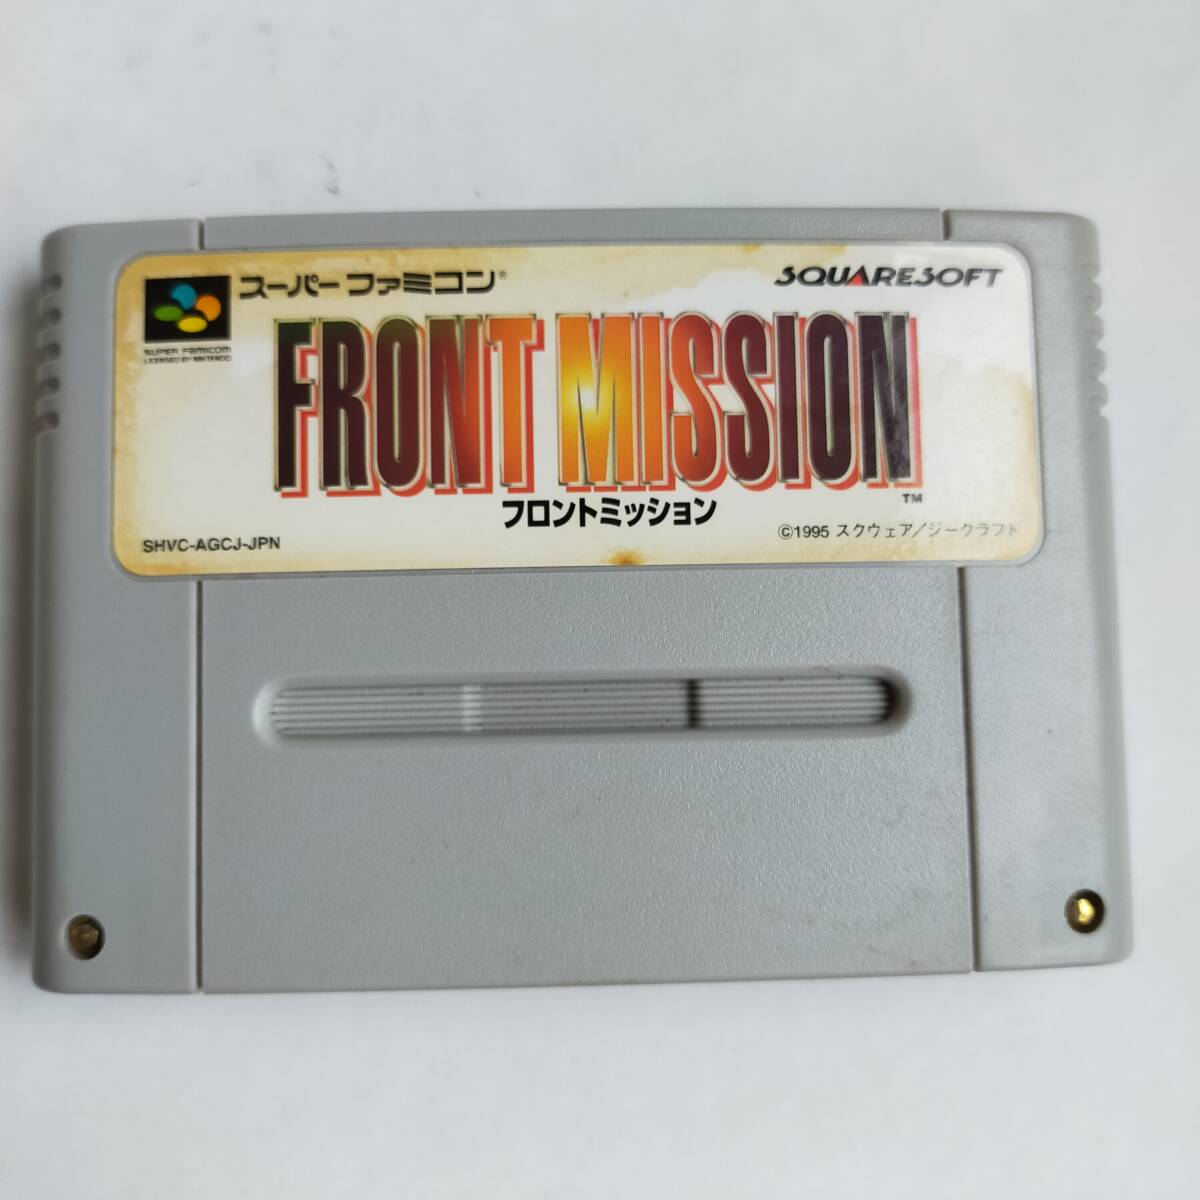 スーパーファミコン®
SQUARESOFT
SUPER FAMICOM
LICENSED BY NINTENDO
FRONT MISSION™
フロントミッション
SHVC-AGCJ-JPN
©1995 スクウェア/ジークラフト